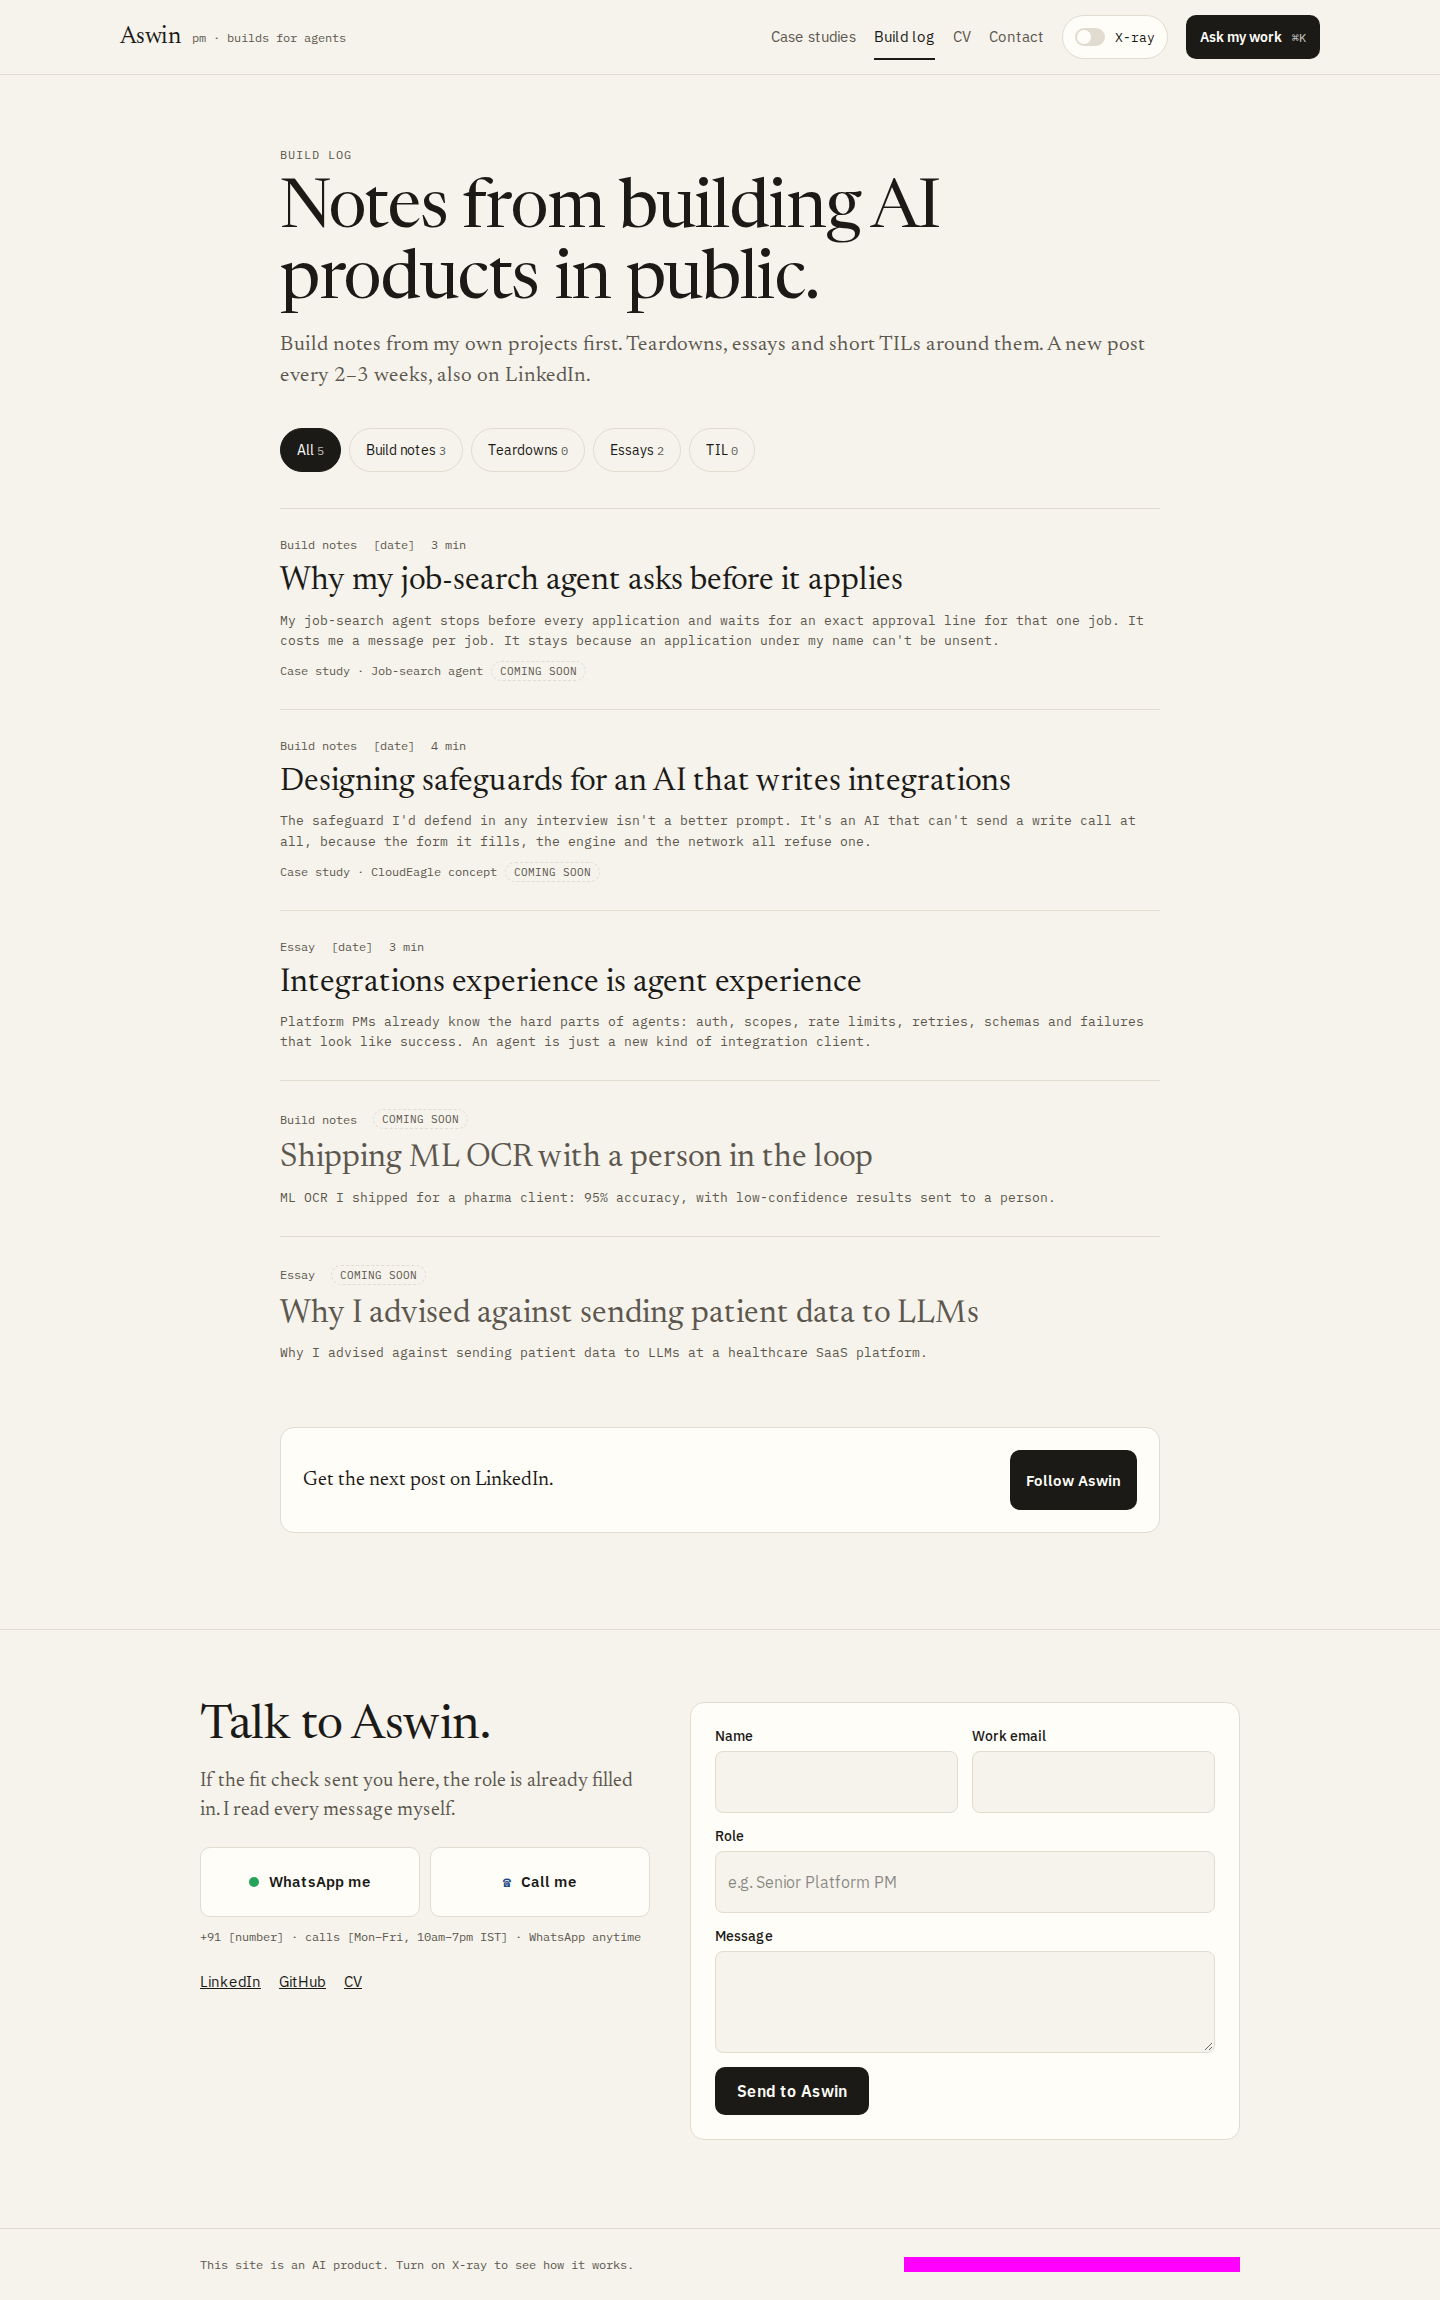 Aswin pm · builds for agents
Case studies Build log CV Contact X-ray Ask my work ⌘K
BUILD LOG
Notes from building AI
products in public.
Build notes from my own projects first. Teardowns, essays and short TILs around them. A new post
every 2–3 weeks, also on LinkedIn.
All 5 Build notes 3 Teardowns 0 Essays 2 TIL 0
Build notes [date] 3 min
Why my job-search agent asks before it applies
My job-search agent stops before every application and waits for an exact approval line for that one job. It
costs me a message per job. It stays because an application under my name can't be unsent.
Case study · Job-search agent COMING SOON
Build notes [date] 4 min
Designing safeguards for an AI that writes integrations
The safeguard I'd defend in any interview isn't a better prompt. It's an AI that can't send a write call at
all, because the form it fills, the engine and the network all refuse one.
Case study · CloudEagle concept COMING SOON
Essay [date] 3 min
Integrations experience is agent experience
Platform PMs already know the hard parts of agents: auth, scopes, rate limits, retries, schemas and failures
that look like success. An agent is just a new kind of integration client.
Build notes COMING SOON
Shipping ML OCR with a person in the loop
ML OCR I shipped for a pharma client: 95% accuracy, with low-confidence results sent to a person.
Essay COMING SOON
Why I advised against sending patient data to LLMs
Why I advised against sending patient data to LLMs at a healthcare SaaS platform.
Get the next post on LinkedIn.
Follow Aswin
Talk to Aswin.
If the fit check sent you here, the role is already filled
in. I read every message myself.
WhatsApp me ☎ Call me
+91 [number] · calls [Mon–Fri, 10am–7pm IST] · WhatsApp anytime
LinkedIn GitHub CV
Name Work email
Role
e.g. Senior Platform PM
Message
Send to Aswin
This site is an AI product. Turn on X-ray to see how it works.